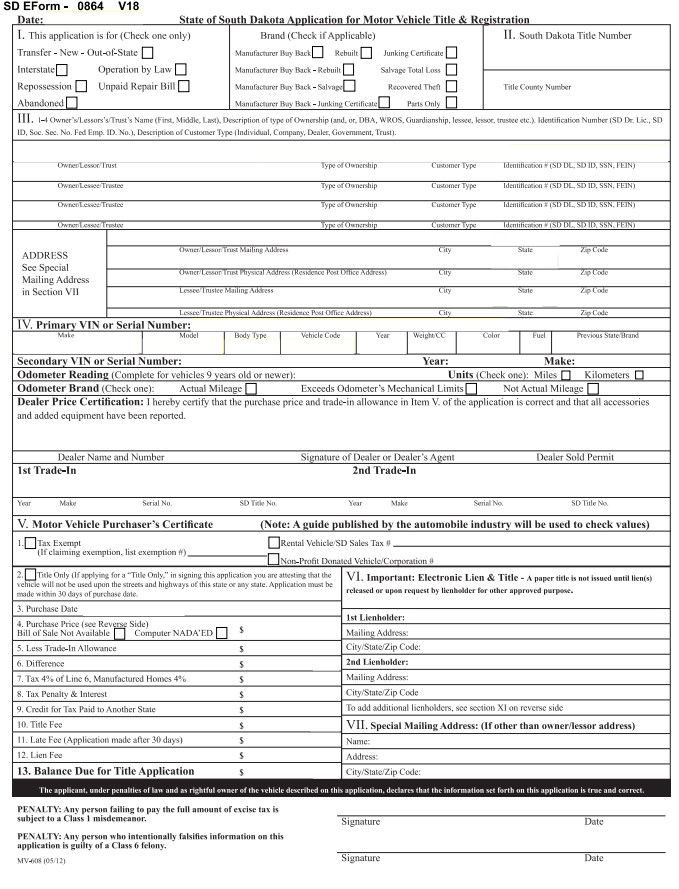 SD EForm - 0864 V18
Date: State of South Dakota Application for Motor Vehicle Title & Registration
I. This application is for (Check one only) Brand (Check if Applicable) II. South Dakota Title Number
Transfer - New - Out-of-State Manufacturer Buy Back Rebuilt Junking Certificate
Interstate Operation by Law Manufacturer Buy Back - Rebuilt Salvage Total Loss
Repossession Unpaid Repair Bill Manufacturer Buy Back - Salvage Recovered Theft Title County Number
Abandoned Manufacturer Buy Back - Junking Certificate Parts Only
III. 1-4 Owner's/Lessors's/Trust's Name (First, Middle, Last), Description of type of Ownership (and, or, DBA, WROS, Guardianship, lessee, lessor, trustee etc.). Identification Number (SD Dr. Lic., SD
ID, Soc. Sec. No. Fed Emp. ID. No.), Description of Customer Type (Individual, Company, Dealer, Government, Trust).
Owner/Lessor/Trust Type of Ownership Customer Type Identification # (SD DL, SD ID, SSN, FEIN)
Owner/Lessee/Trustee Type of Ownership Customer Type Identification # (SD DL, SD ID, SSN, FEIN)
Owner/Lessee/Trustee Type of Ownership Customer Type Identification # (SD DL, SD ID, SSN, FEIN)
Owner/Lessee/Trustee Type of Ownership Customer Type Identification # (SD DL, SD ID, SSN, FEIN)
ADDRESS
See Special
Mailing Address
in Section VII
Owner/Lessor/Trust Mailing Address City State Zip Code
Owner/Lessor/Trust Physical Address (Residence Post Office Address) City State Zip Code
Lessee/Trustee Mailing Address City State Zip Code
Lessee/Trustee Physical Address (Residence Post Office Address) City State Zip Code
IV. Primary VIN or Serial Number:
Make Model Body Type Vehicle Code Year Weight/CC Color Fuel Previous State/Brand
Secondary VIN or Serial Number: Year: Make:
Odometer Reading (Complete for vehicles 9 years old or newer): Units (Check one): Miles Kilometers
Odometer Brand (Check one): Actual Mileage Exceeds Odometer's Mechanical Limits Not Actual Mileage
Dealer Price Certification: I hereby certify that the purchase price and trade-in allowance in Item V. of the application is correct and that all accessories
and added equipment have been reported.
Dealer Name and Number Signature of Dealer or Dealer's Agent Dealer Sold Permit
1st Trade-In 2nd Trade-In
Year Make Serial No. SD Title No. Year Make Serial No. SD Title No.
V. Motor Vehicle Purchaser's Certificate (Note: A guide published by the automobile industry will be used to check values)
1. Tax Exempt Rental Vehicle/SD Sales Tax #
(If claiming exemption, list exemption #)
Non-Profit Donated Vehicle/Corporation #
2. Title Only (If applying for a "Title Only," in signing this application you are attesting that the
vehicle will not be used upon the streets and highways of this state or any state. Application must be
made within 30 days of purchase date.
3. Purchase Date
4. Purchase Price (see Reverse Side)
Bill of Sale Not Available Computer NADA'ED $
5. Less Trade-In Allowance $
6. Difference $
7. Tax 4% of Line 6, Manufactured Homes 4% $
8. Tax Penalty & Interest $
9. Credit for Tax Paid to Another State $
10. Title Fee $
11. Late Fee (Application made after 30 days) $
12. Lien Fee $
13. Balance Due for Title Application $
VI. Important: Electronic Lien & Title - A paper title is not issued until lien(s)
released or upon request by lienholder for other approved purpose.
1st Lienholder:
Mailing Address:
City/State/Zip Code:
2nd Lienholder:
Mailing Address:
City/State/Zip Code
To add additional lienholders, see section XI on reverse side
VII. Special Mailing Address: (If other than owner/lessor address)
Name:
Address:
City/State/Zip Code:
The applicant, under penalties of law and as rightful owner of the vehicle described on this application, declares that the information set forth on this application is true and correct.
PENALTY: Any person failing to pay the full amount of excise tax is
subject to a Class 1 misdemeanor.
Signature Date
PENALTY: Any person who intentionally falsifies information on this
application is guilty of a Class 6 felony.
Signature Date
MV-608 (05/12)